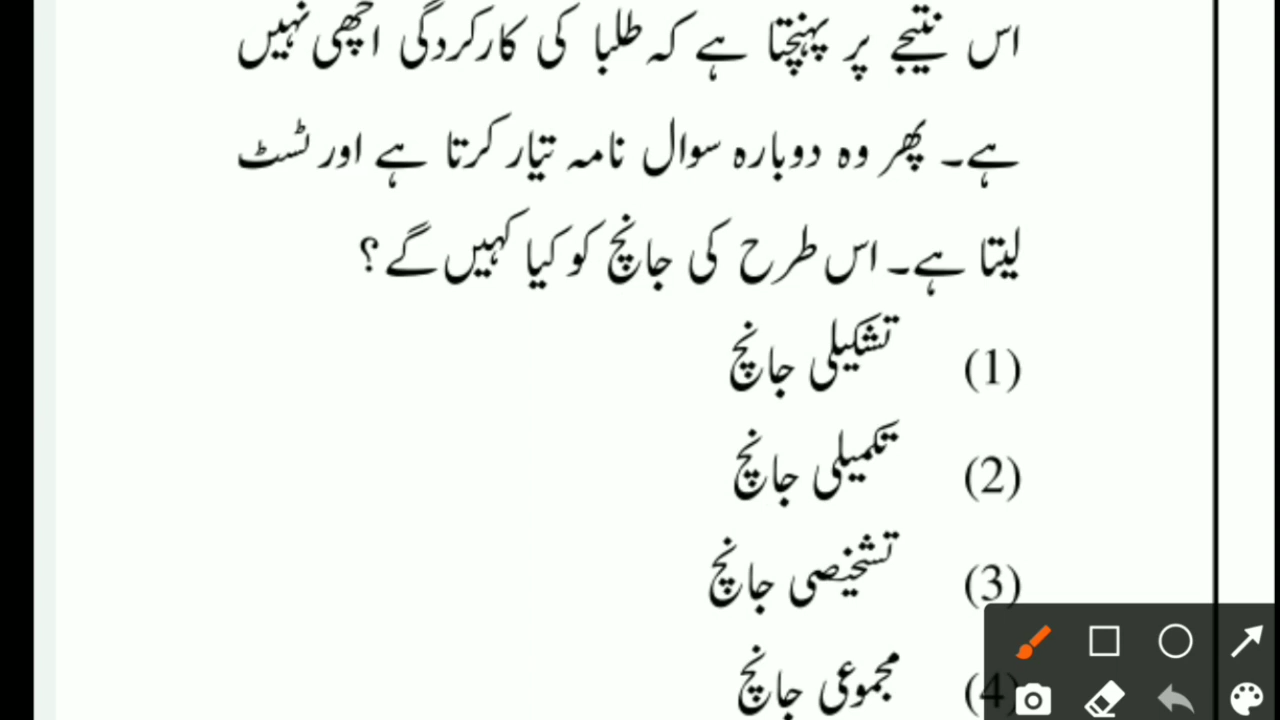 اس نتیجے پر پہنچتا ہے کہ طلبا کی کارکردگی اچھی نہیں
ہے۔ پھر وہ دوبارہ سوال نامہ تیار کرتا ہے اور ٹسٹ
لیتا ہے۔ اس طرح کی جانچ کو کیا کہیں گے؟
(1) تشکیلی جانچ
(2) تکمیلی جانچ
(3) تشخیصی جانچ
(4) مجموعی جانچ